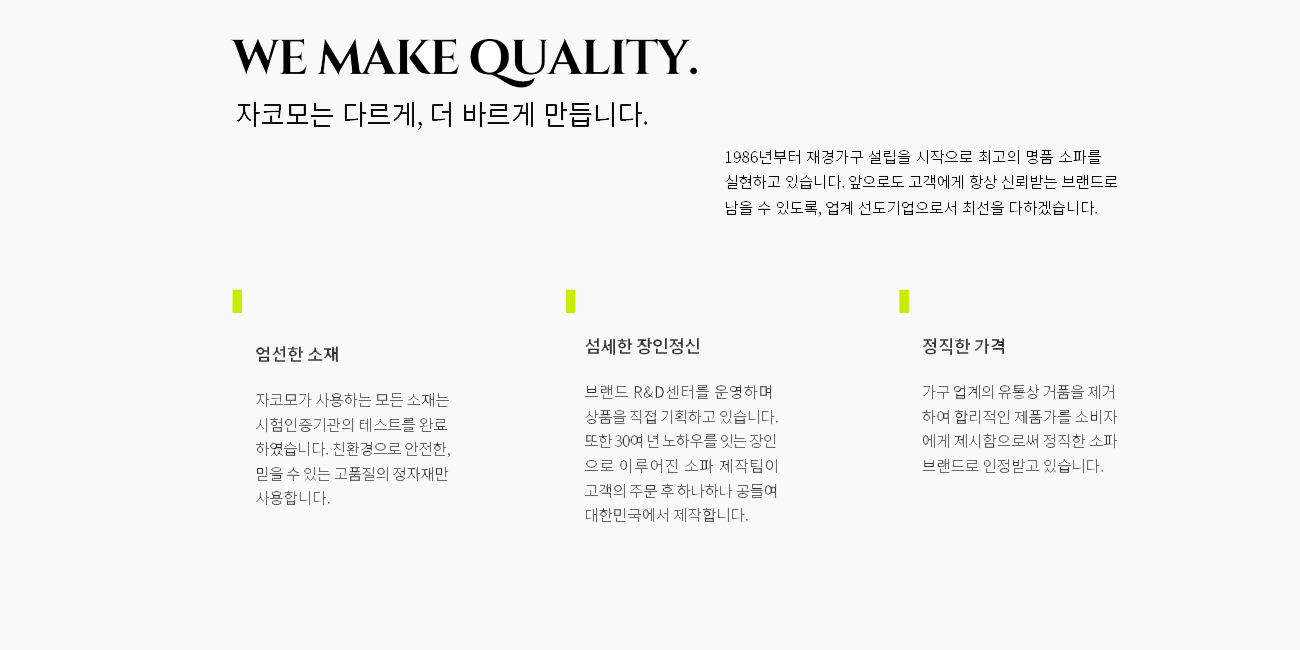 WE MAKE QUALITY.
자코모는 다르게, 더 바르게 만듭니다.
1986년부터 재경가구 설립을 시작으로 최고의 명품 소파를
실현하고 있습니다. 앞으로도 고객에게 항상 신뢰받는 브랜드로
남을 수 있도록, 업계 선도기업으로서 최선을 다하겠습니다.
엄선한 소재
자코모가 사용하는 모든 소재는
시험인증기관의 테스트를 완료
하였습니다. 친환경으로 안전한,
믿을 수 있는 고품질의 정자재만
사용합니다.
섬세한 장인정신
브랜드 R&D센터를 운영하며
상품을 직접 기획하고 있습니다.
또한 30여 년 노하우를 잇는 장인
으로 이루어진 소파 제작팀이
고객의 주문 후 하나하나 공들여
대한민국에서 제작합니다.
정직한 가격
가구 업계의 유통상 거품을 제거
하여 합리적인 제품가를 소비자
에게 제시함으로써 정직한 소파
브랜드로 인정받고 있습니다.